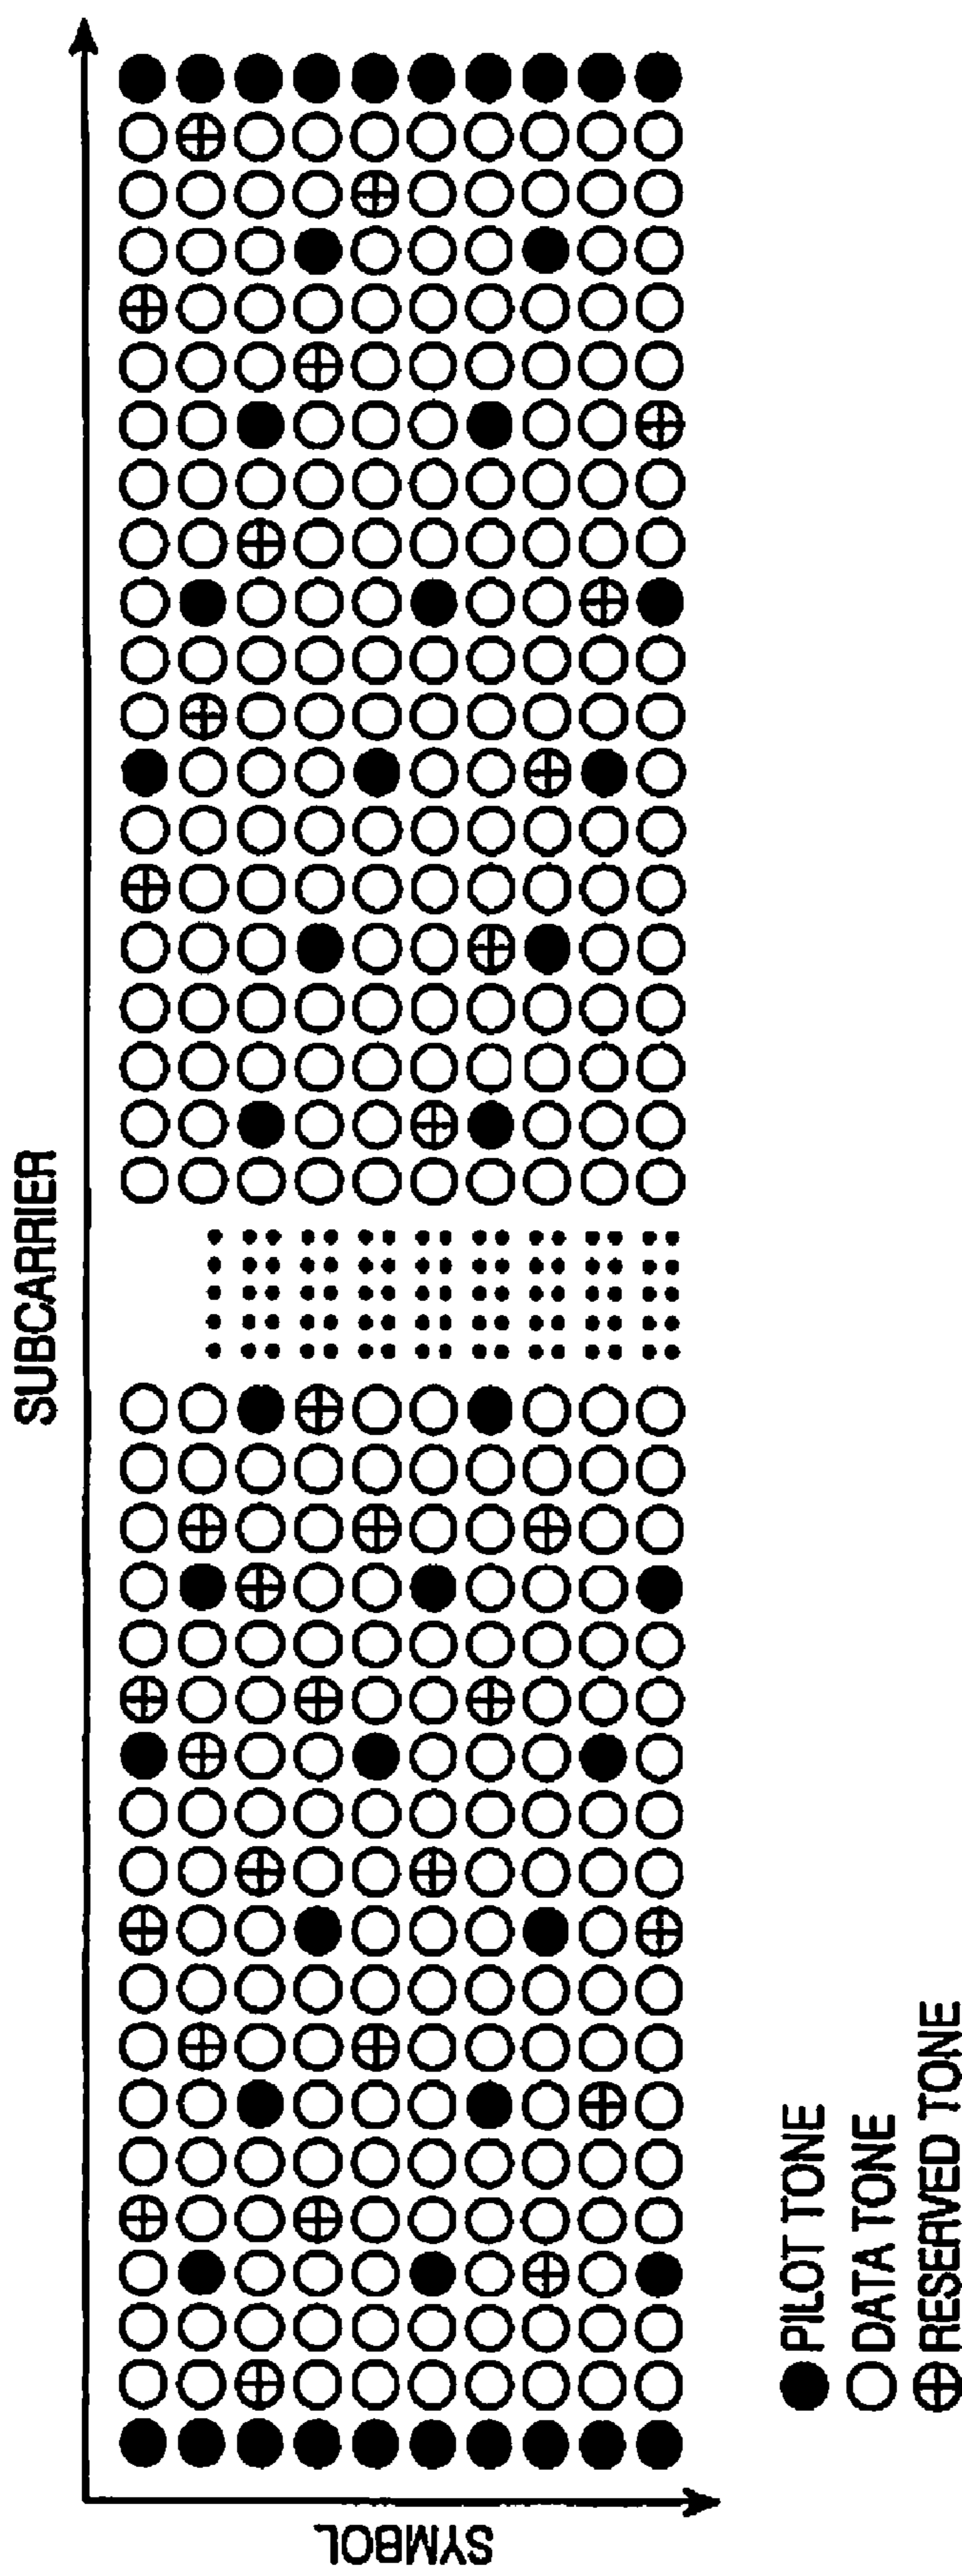 SUBCARRIER
SYMBOL
PILOT TONE
DATA TONE
RESERVED TONE